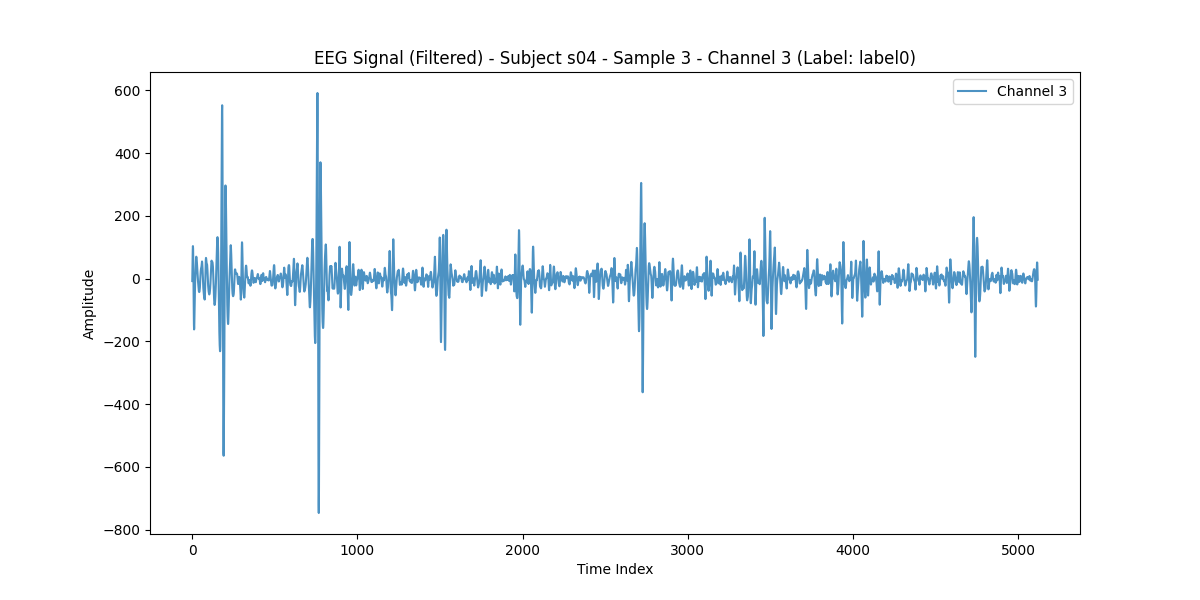 EEG Signal (Filtered) - Subject s04 - Sample 3 - Channel 3 (Label: label0)
Channel 3
600
400
200
0
−200
−400
−600
−800
Amplitude
0 1000 2000 3000 4000 5000
Time Index